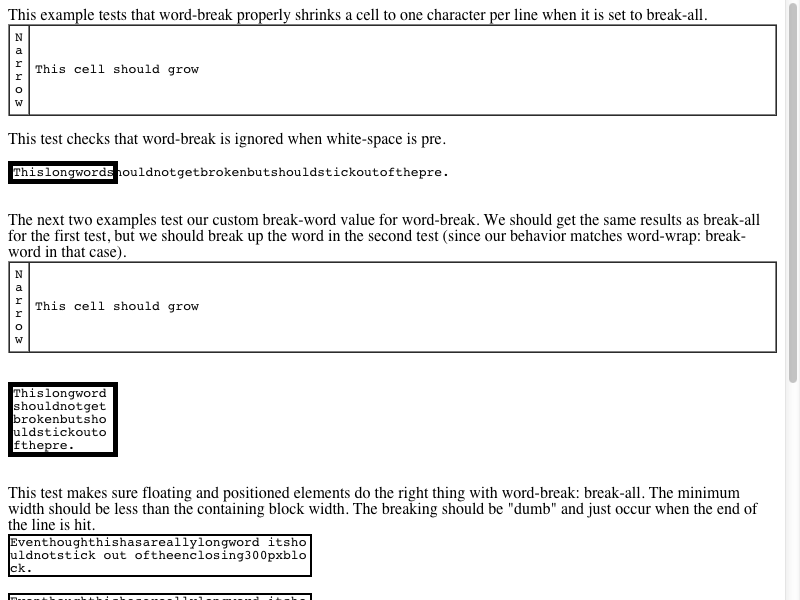 This example tests that word-break properly shrinks a cell to one character per line when it is set to break-all.
N
a
r
r
o
w
This cell should grow
This test checks that word-break is ignored when white-space is pre.
Thislongwordshouldnotgetbrokenbutshouldstickoutofthepre.
The next two examples test our custom break-word value for word-break. We should get the same results as break-all
for the first test, but we should break up the word in the second test (since our behavior matches word-wrap: break-
word in that case).
N
a
r
r
o
w
This cell should grow
Thislongword
shouldnotget
brokenbutsho
uldstickouto
fthepre.
This test makes sure floating and positioned elements do the right thing with word-break: break-all. The minimum
width should be less than the containing block width. The breaking should be "dumb" and just occur when the end of
the line is hit.
Eventhoughthishasareallylongword itsho
uldnotstick out oftheenclosing300pxblo
ck.